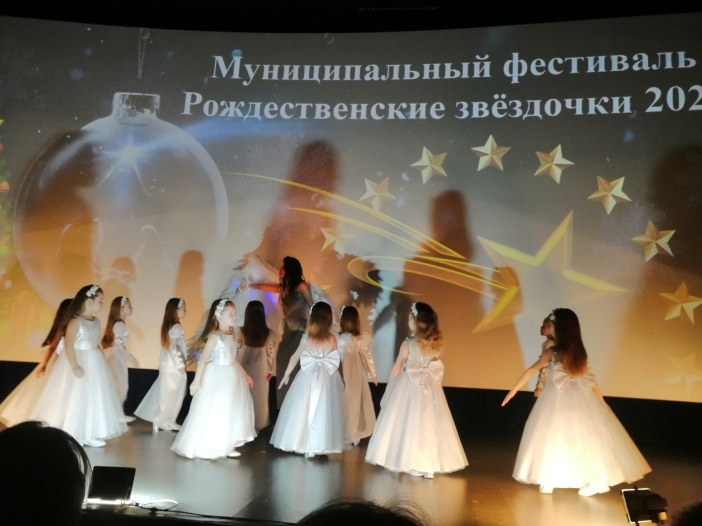 Муниципальный фестиваль
Рождественские звёздочки 202